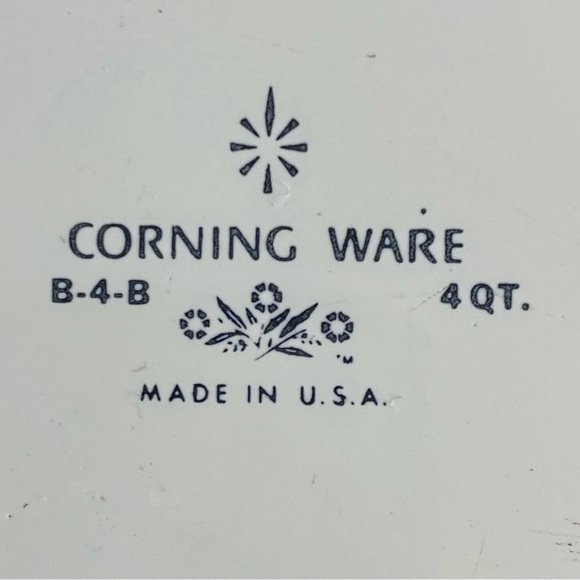 CORNING WARE
B-4-B 4 QT.
™
MADE IN U.S.A.